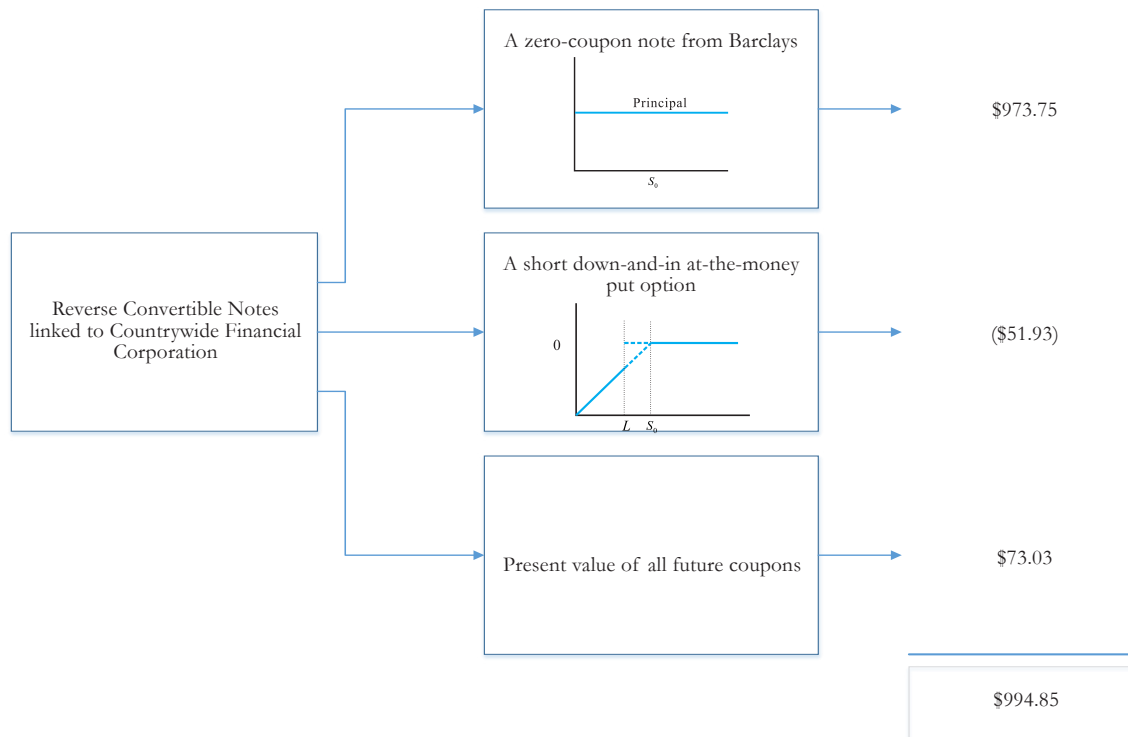 A zero-coupon note from Barclays
Principal
S₀
$973.75
Reverse Convertible Notes
linked to Countrywide Financial
Corporation
A short down-and-in at-the-money
put option
0
L S₀
($51.93)
Present value of all future coupons
$73.03
$994.85